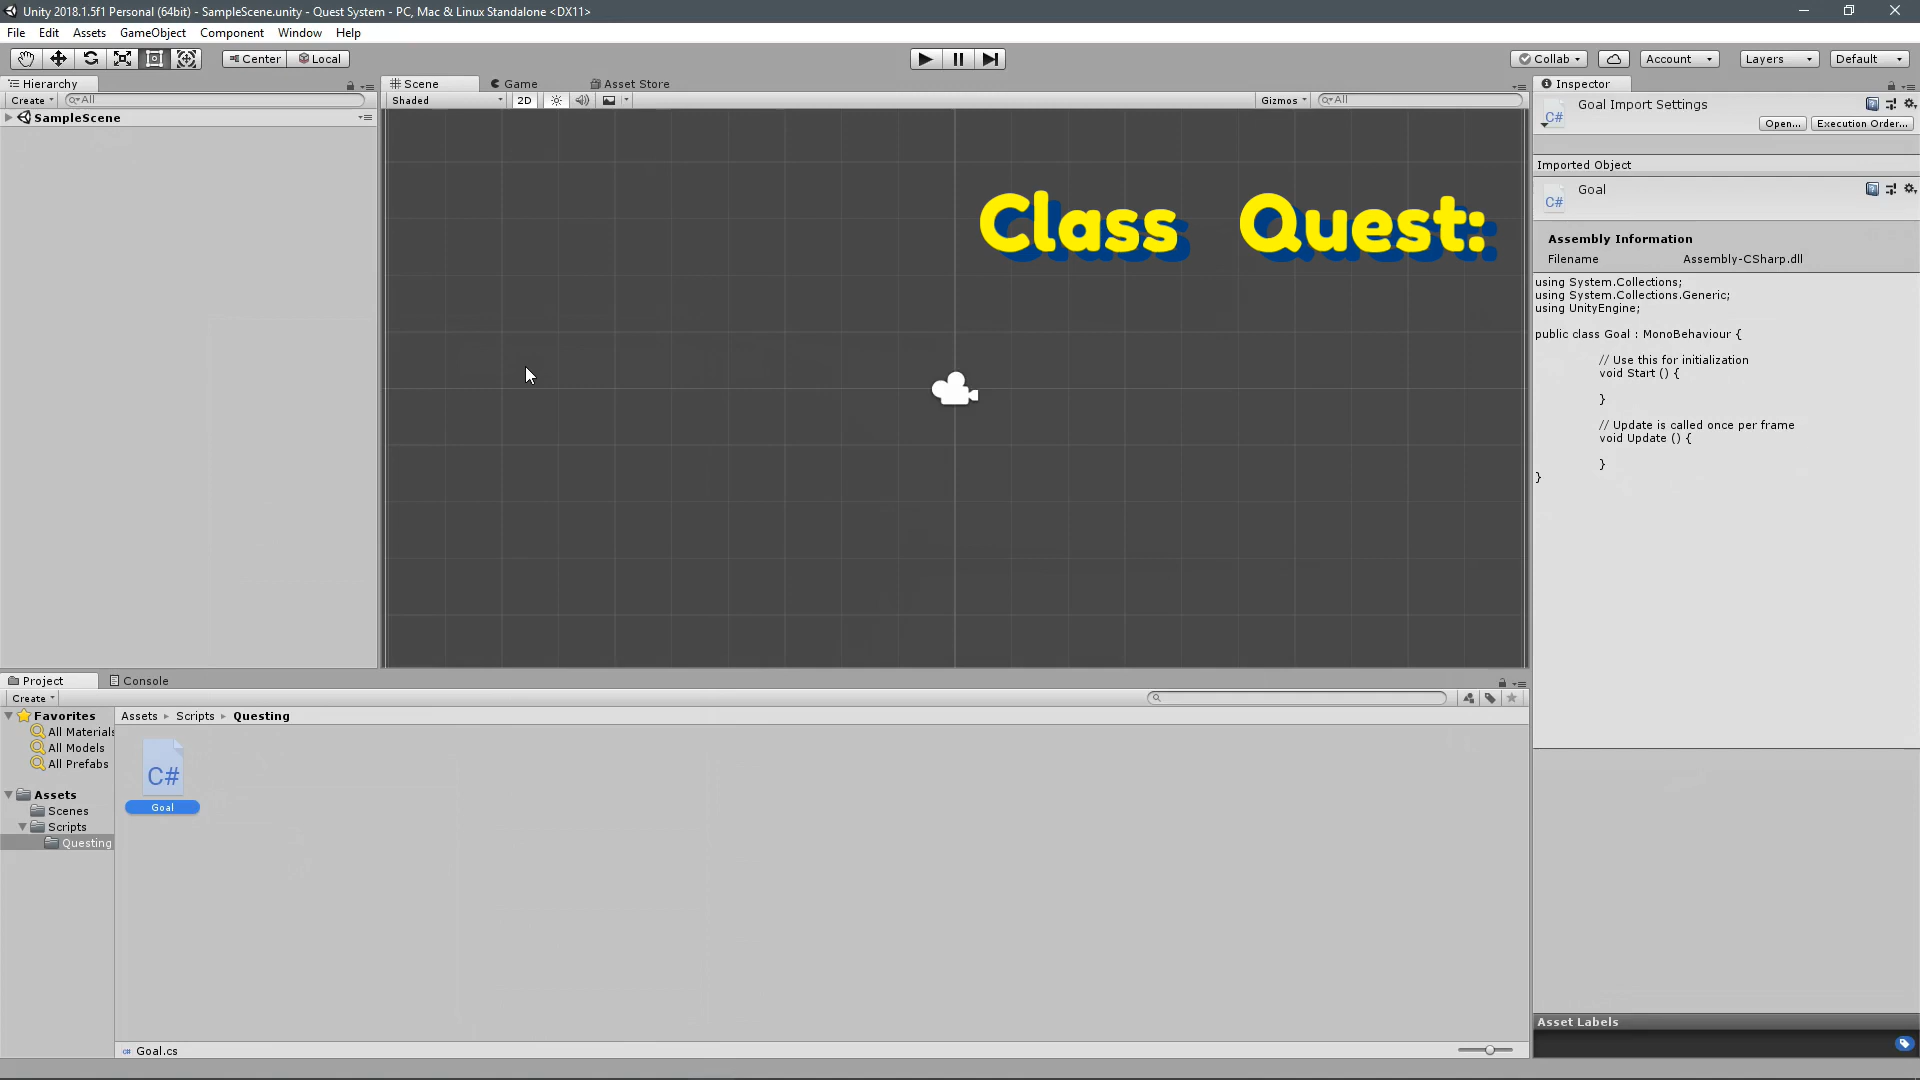 Unity 2018.1.5f1 Personal (64bit) - SampleScene.unity - Quest System - PC, Mac & Linux Standalone <DX11>
File Edit Assets GameObject Component Window Help
Center Local
Collab Account Layers Default
Hierarchy
Create All
SampleScene
Scene Game Asset Store
Shaded 2D Gizmos All
Class Quest:
Inspector
Goal Import Settings
C#
Open... Execution Order...
Imported Object
Goal
C#
Assembly Information
Filename Assembly-CSharp.dll
using System.Collections;
using System.Collections.Generic;
using UnityEngine;
public class Goal : MonoBehaviour {
// Use this for initialization
void Start () {
}
// Update is called once per frame
void Update () {
}
}
Project Console
Create
Favorites
All Materials
All Models
All Prefabs
Assets
Scenes
Scripts
Questing
Assets Scripts Questing
C#
Goal
Goal.cs
Asset Labels